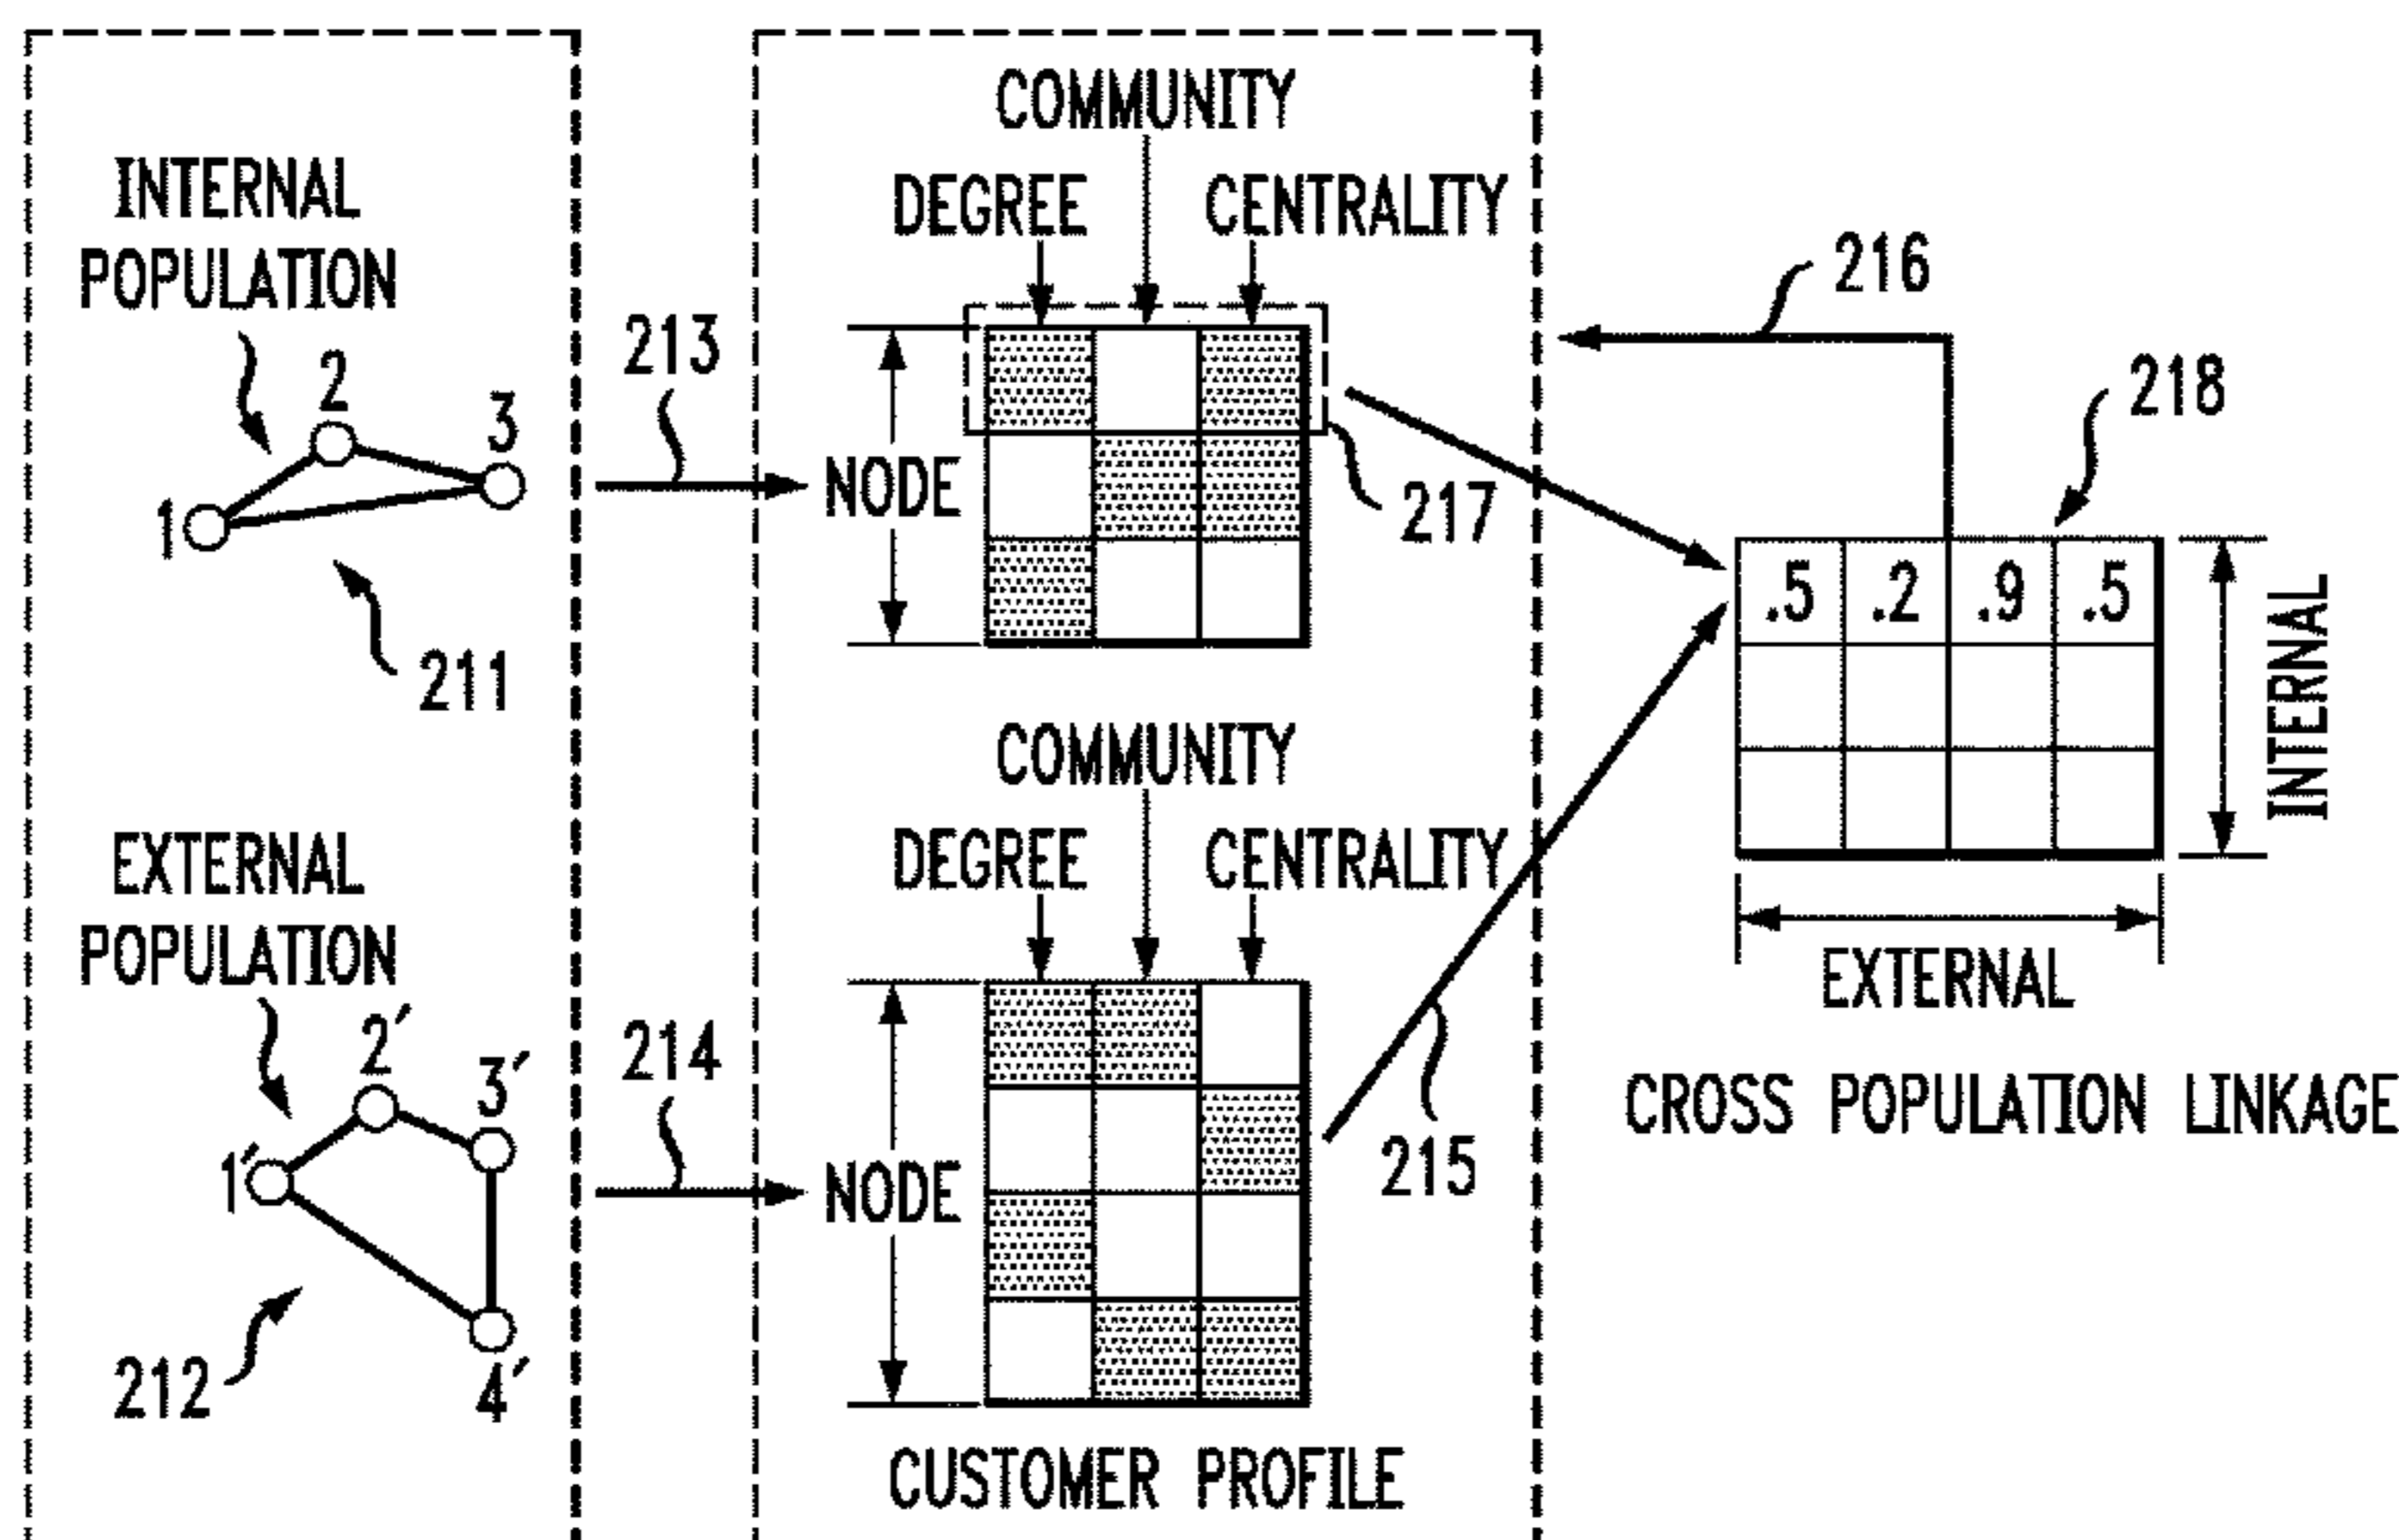 INTERNAL
POPULATION
1
2
3
211
EXTERNAL
POPULATION
1'
2'
3'
4'
212
213
214
COMMUNITY
DEGREE CENTRALITY
NODE
217
COMMUNITY
DEGREE CENTRALITY
NODE
215
CUSTOMER PROFILE
216
218
.5 .2 .9 .5
INTERNAL
EXTERNAL
CROSS POPULATION LINKAGE